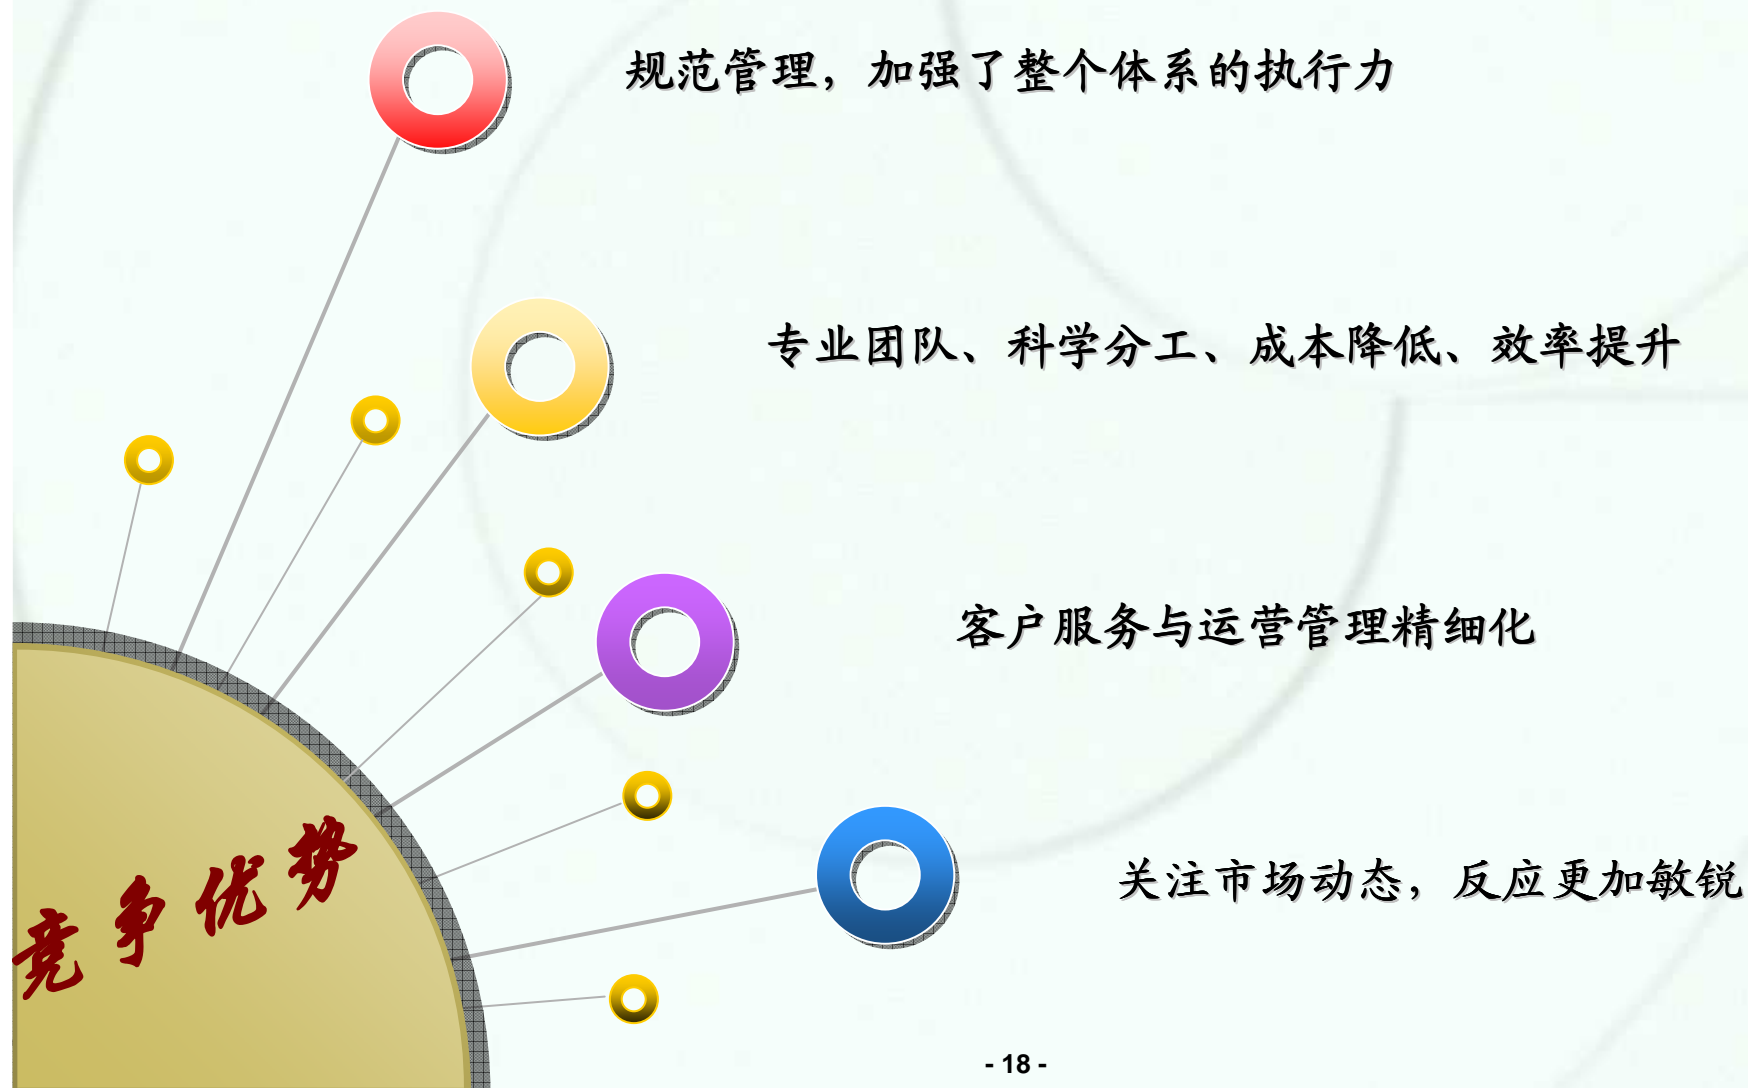 规范管理，加强了整个体系的执行力
专业团队、科学分工、成本降低、效率提升
客户服务与运营管理精细化
关注市场动态，反应更加敏锐
竞争优势
- 18 -